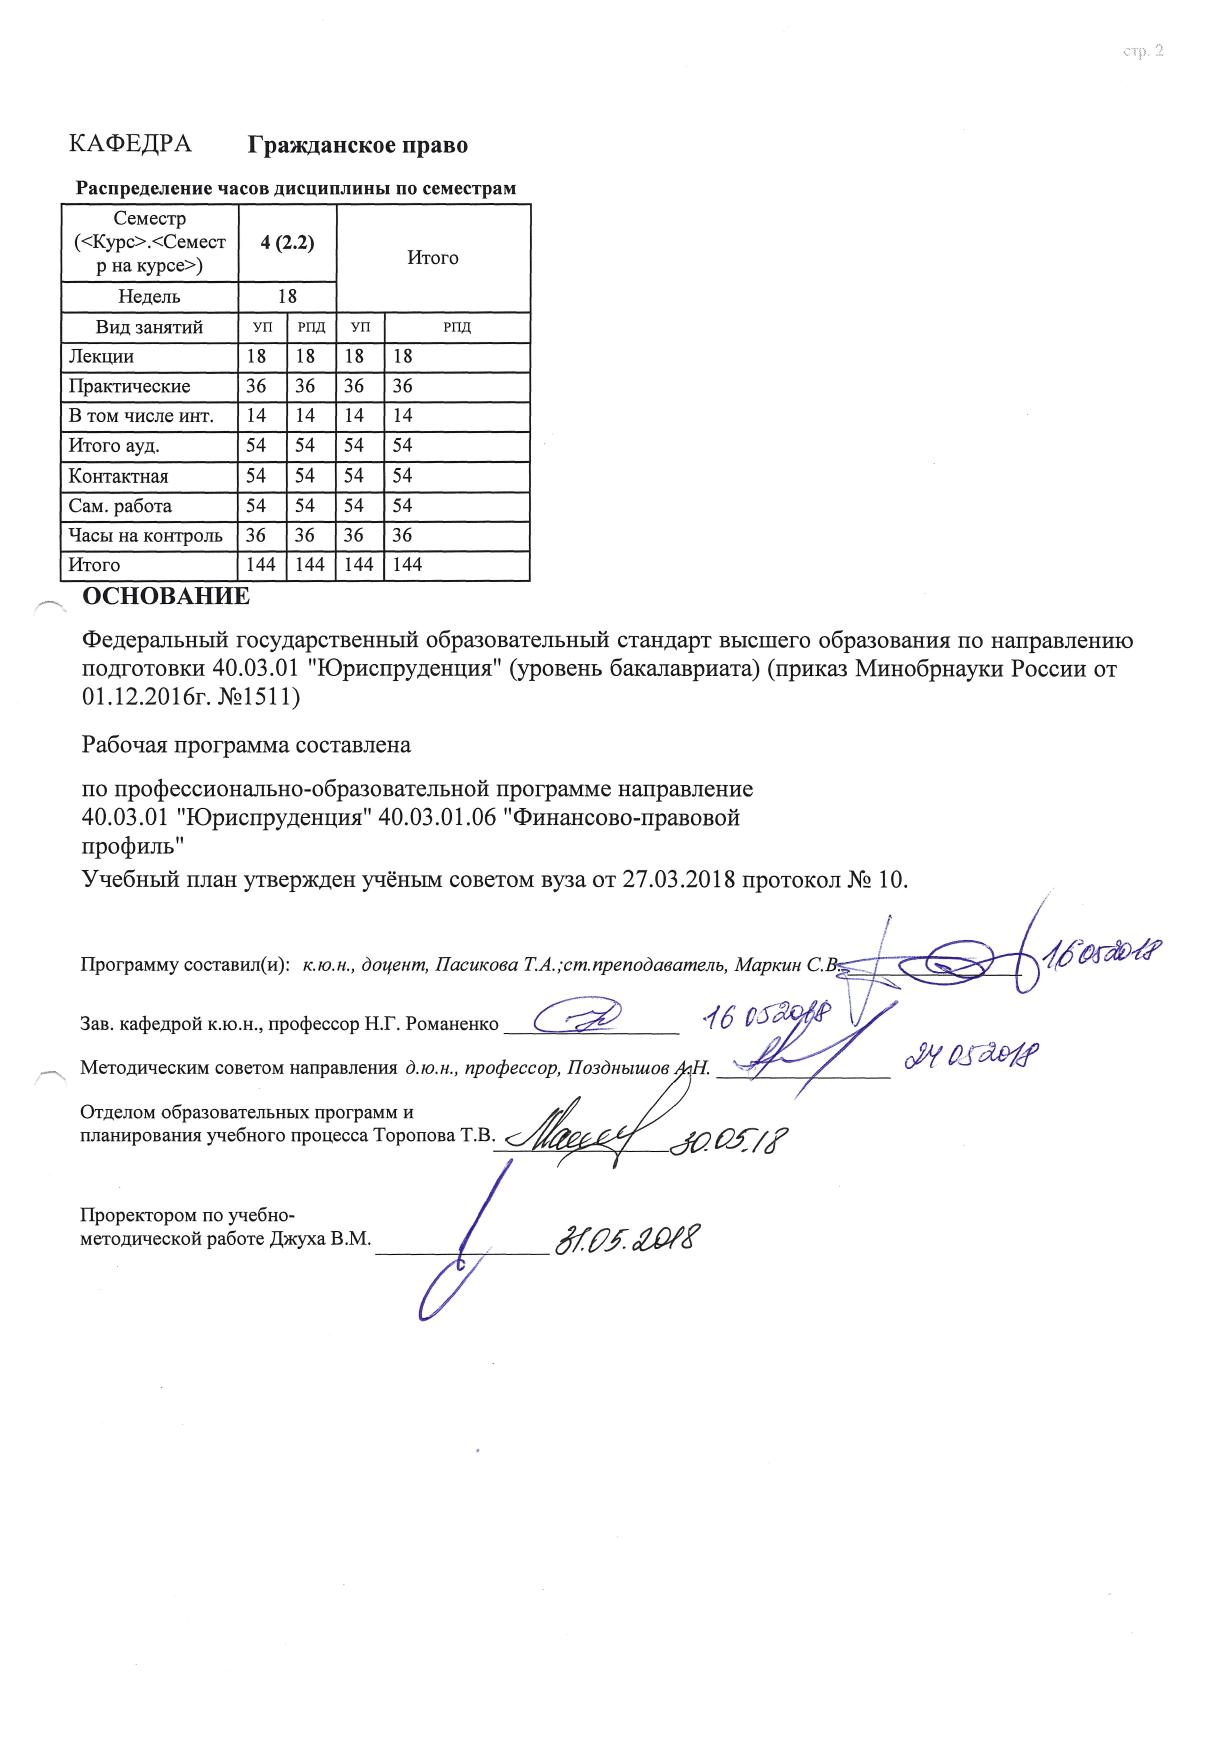 стр. 2
КАФЕДРА Гражданское право
Распределение часов дисциплины по семестрам
Семестр
(<Курс>.<Семест
р на курсе>) 4 (2.2) Итого
Недель 18
Вид занятий УП РПД УП РПД
Лекции 18 18 18 18
Практические 36 36 36 36
В том числе инт. 14 14 14 14
Итого ауд. 54 54 54 54
Контактная 54 54 54 54
Сам. работа 54 54 54 54
Часы на контроль 36 36 36 36
Итого 144 144 144 144
ОСНОВАНИЕ
Федеральный государственный образовательный стандарт высшего образования по направлению
подготовки 40.03.01 "Юриспруденция" (уровень бакалавриата) (приказ Минобрнауки России от
01.12.2016г. №1511)
Рабочая программа составлена
по профессионально-образовательной программе направление
40.03.01 "Юриспруденция" 40.03.01.06 "Финансово-правовой
профиль"
Учебный план утвержден учёным советом вуза от 27.03.2018 протокол № 10.
Программу составил(и): к.ю.н., доцент, Пасикова Т.А.;ст.преподаватель, Маркин С.В. 16052018
Зав. кафедрой к.ю.н., профессор Н.Г. Романенко 16 052018
Методическим советом направления д.ю.н., профессор, Позднышов А.Н. 24 052018
Отделом образовательных программ и
планирования учебного процесса Торопова Т.В. 30.05.18
Проректором по учебно-
методической работе Джуха В.М. 31.05.2018